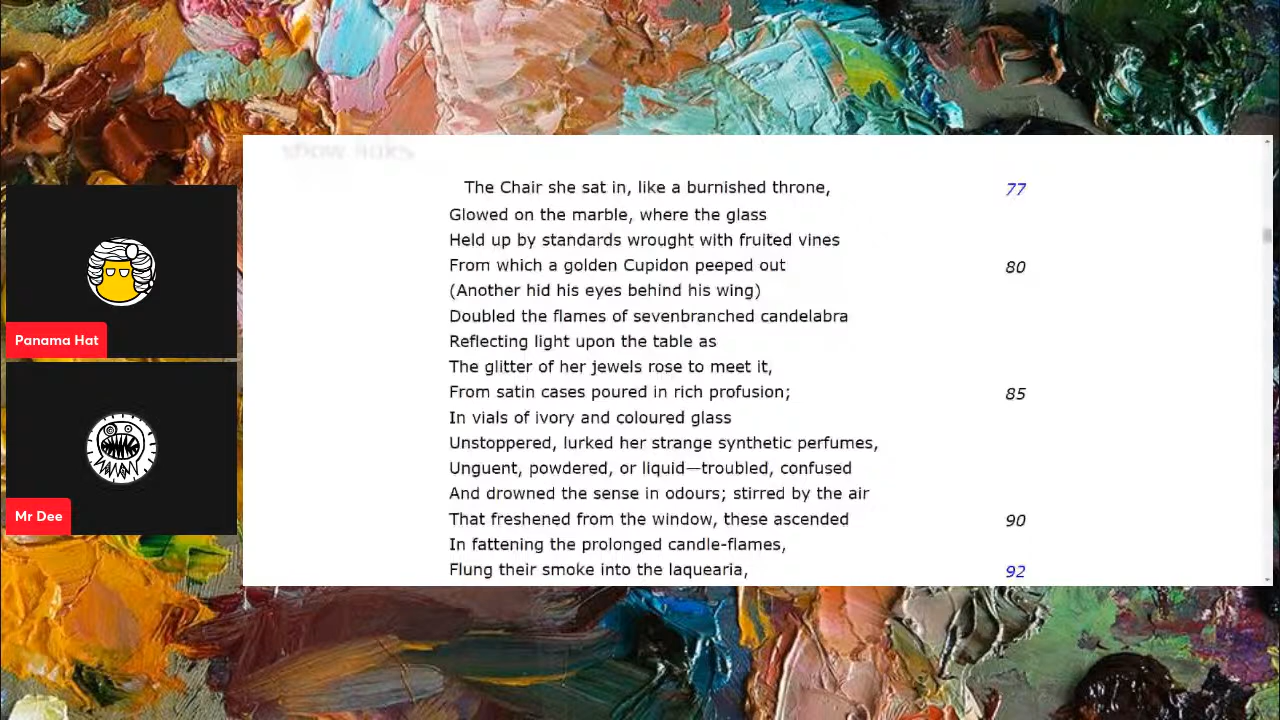 show links
The Chair she sat in, like a burnished throne, 77
Glowed on the marble, where the glass
Held up by standards wrought with fruited vines
From which a golden Cupidon peeped out 80
(Another hid his eyes behind his wing)
Doubled the flames of sevenbranched candelabra
Reflecting light upon the table as
The glitter of her jewels rose to meet it,
From satin cases poured in rich profusion; 85
In vials of ivory and coloured glass
Unstoppered, lurked her strange synthetic perfumes,
Unguent, powdered, or liquid—troubled, confused
And drowned the sense in odours; stirred by the air
That freshened from the window, these ascended 90
In fattening the prolonged candle-flames,
Flung their smoke into the laquearia, 92
Panama Hat
Mr Dee